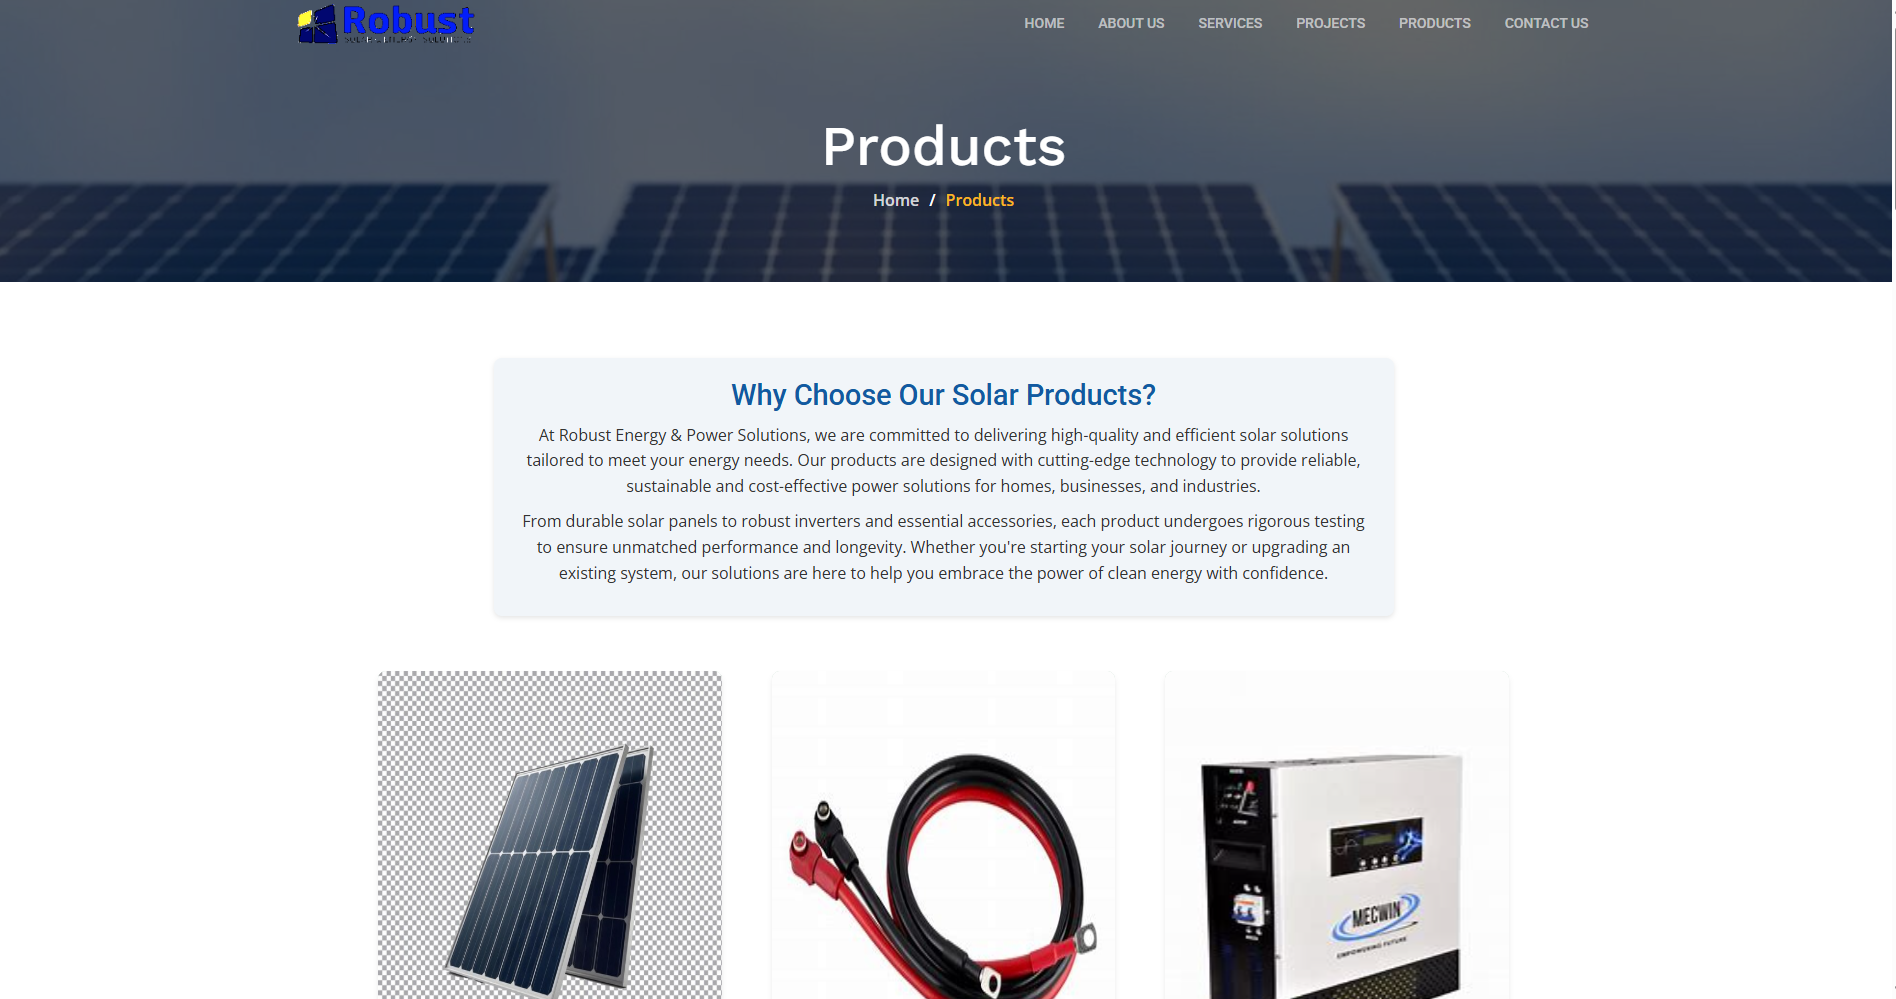 Robust
HOME ABOUT US SERVICES PROJECTS PRODUCTS CONTACT US
Products
Home / Products
Why Choose Our Solar Products?
At Robust Energy & Power Solutions, we are committed to delivering high-quality and efficient solar solutions
tailored to meet your energy needs. Our products are designed with cutting-edge technology to provide reliable,
sustainable and cost-effective power solutions for homes, businesses, and industries.
From durable solar panels to robust inverters and essential accessories, each product undergoes rigorous testing
to ensure unmatched performance and longevity. Whether you're starting your solar journey or upgrading an
existing system, our solutions are here to help you embrace the power of clean energy with confidence.
MECWIN
EMPOWERING FUTURE